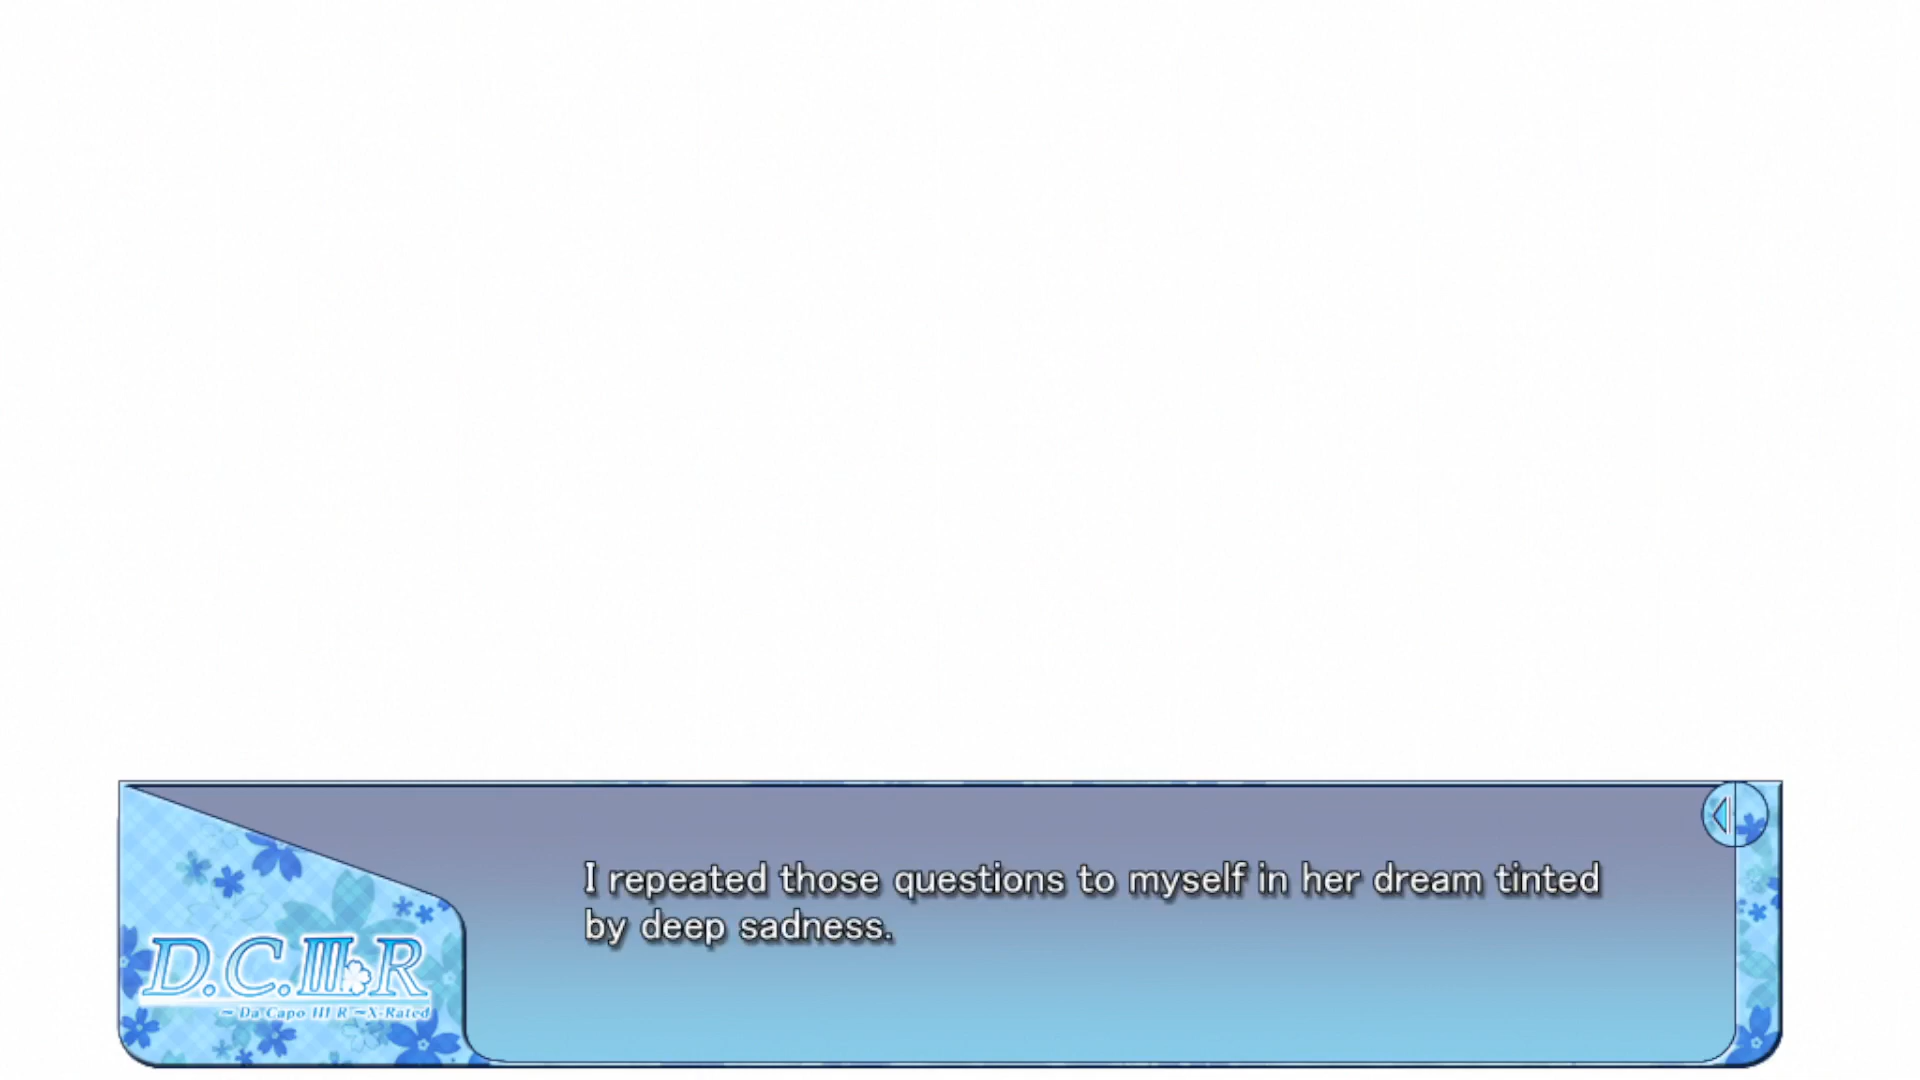 I repeated those questions to myself in her dream tinted
by deep sadness.
D.C.III R
~ Da Capo III R ~X-Rated